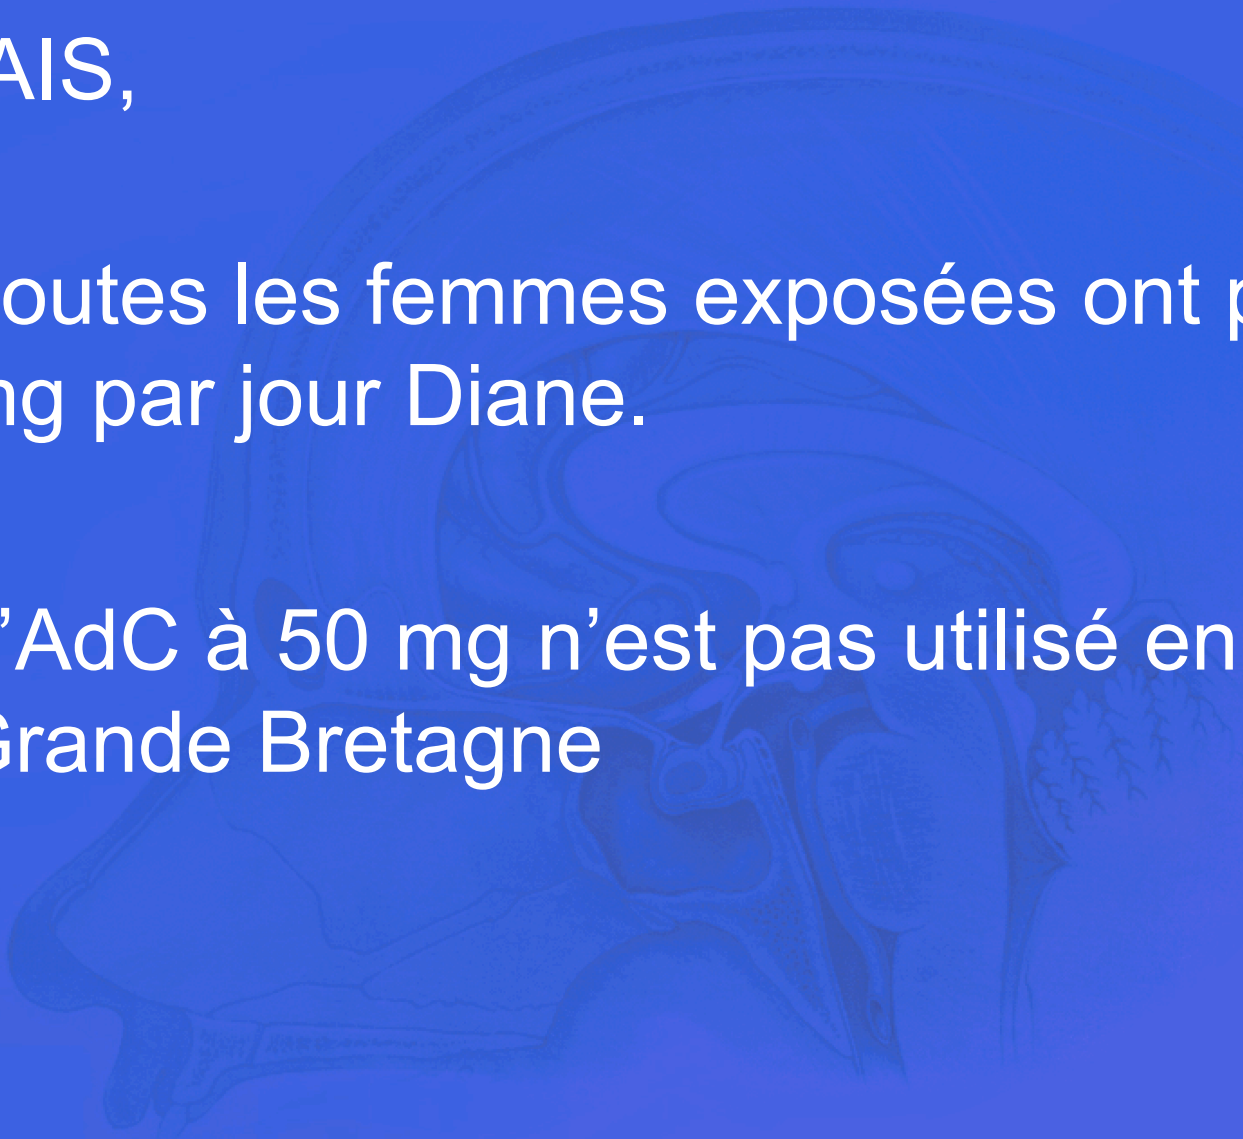 AIS,
outes les femmes exposées ont p
ng par jour Diane.
’AdC à 50 mg n’est pas utilisé en
Grande Bretagne